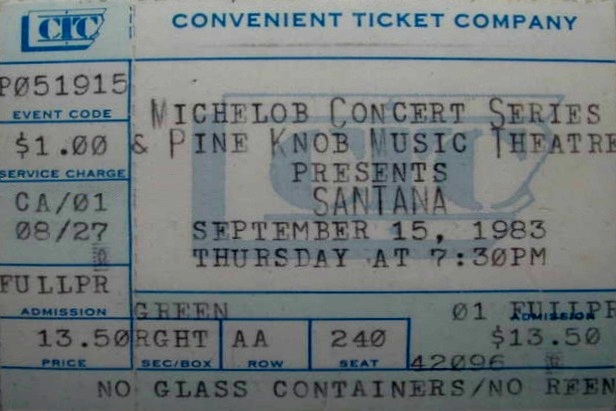 CTC CONVENIENT TICKET COMPANY
PØ51915
EVENT CODE
$1.00
SERVICE CHARGE
CA/01
08/27
FULLPR
ADMISSION
13.50
PRICE
MICHELOB CONCERT SERIES
& PINE KNOB MUSIC THEATRE
PRESENTS
SANTANA
SEPTEMBER 15, 1983
THURSDAY AT 7:30PM
GREEN
01 FULLPR
ADMISSION
RGHT AA 240 $13.50
SEC/BOX ROW SEAT
42096
NO GLASS CONTAINERS/NO REEN